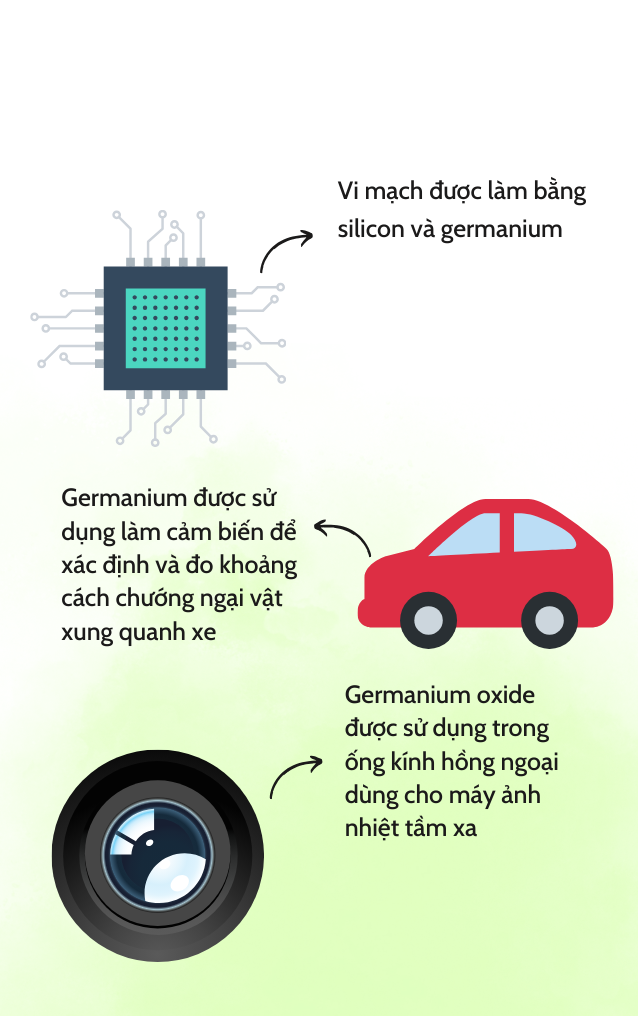 Vi mạch được làm bằng
silicon và germanium
Germanium được sử
dụng làm cảm biến để
xác định và đo khoảng
cách chướng ngại vật
xung quanh xe
Germanium oxide
được sử dụng trong
ống kính hồng ngoại
dùng cho máy ảnh
nhiệt tầm xa